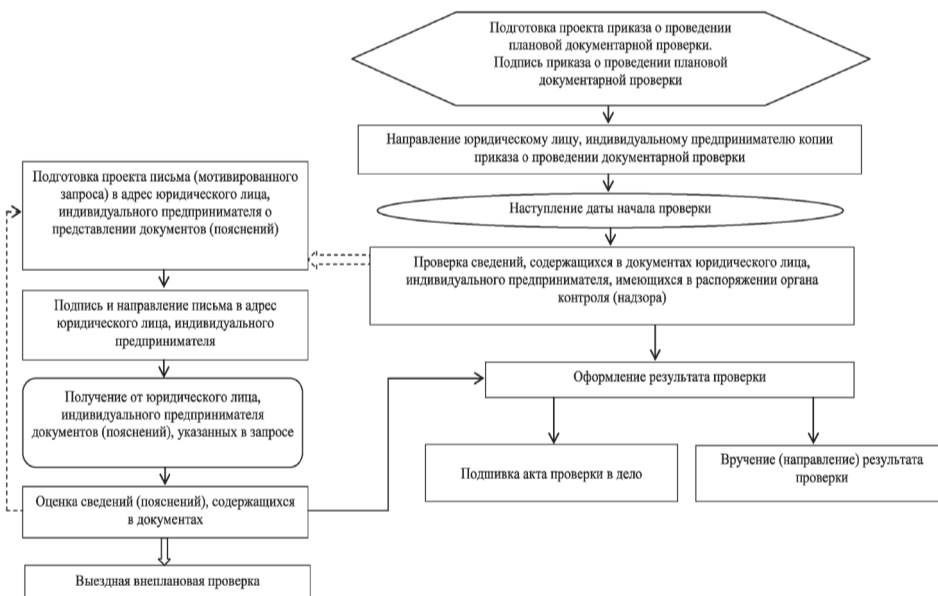 Подготовка проекта приказа о проведении
плановой документарной проверки.
Подпись приказа о проведении плановой
документарной проверки
Направление юридическому лицу, индивидуальному предпринимателю копии
приказа о проведении документарной проверки
Наступление даты начала проверки
Проверка сведений, содержащихся в документах юридического лица,
индивидуального предпринимателя, имеющихся в распоряжении органа
контроля (надзора)
Подготовка проекта письма (мотивированного
запроса) в адрес юридического лица,
индивидуального предпринимателя о
представлении документов (пояснений)
Подпись и направление письма в адрес
юридического лица, индивидуального
предпринимателя
Получение от юридического лица,
индивидуального предпринимателя
документов (пояснений), указанных в запросе
Оценка сведений (пояснений), содержащихся
в документах
Выездная внеплановая проверка
Оформление результата проверки
Подшивка акта проверки в дело
Вручение (направление) результата
проверки